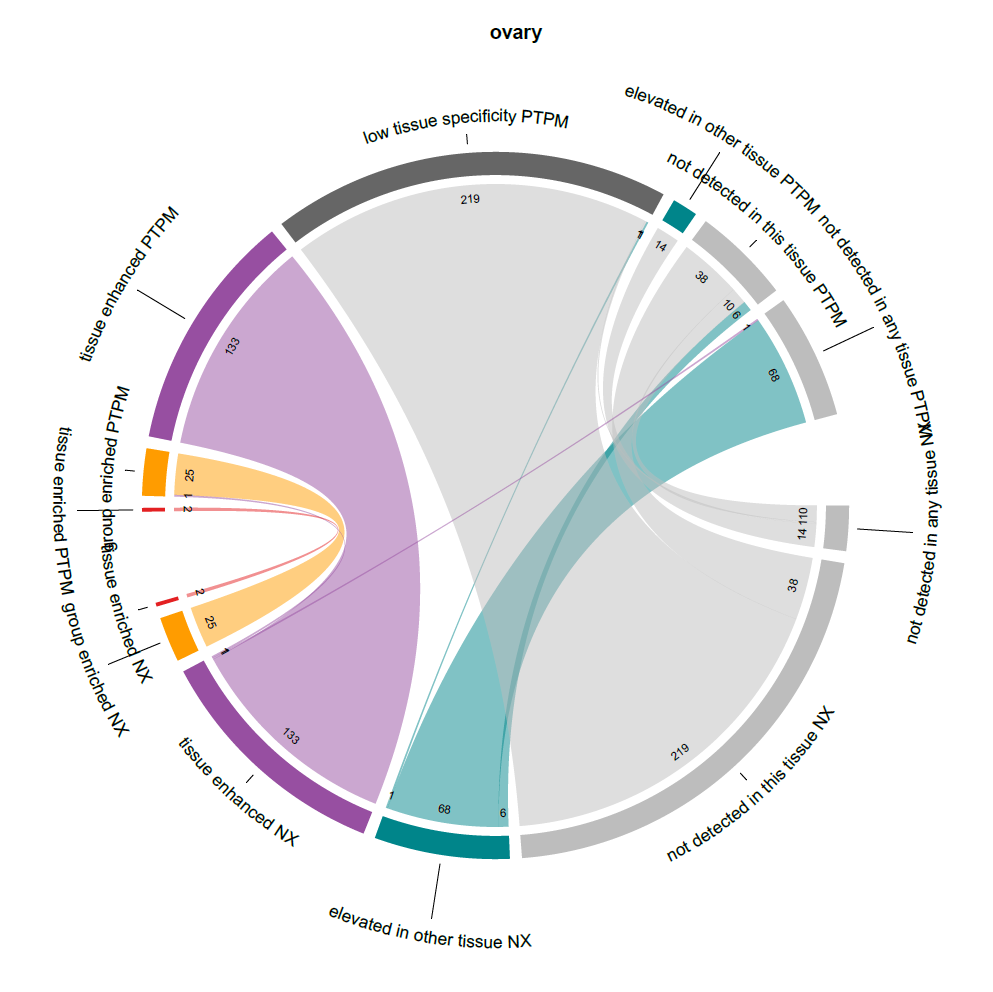 ovary
low tissue specificity PTPM
elevated in other tissue PTPM
not detected in this tissue PTPM
not detected in any tissue PTPM
tissue enhanced PTPM
group enriched PTPM
tissue enriched PTPM
tissue enriched NX
group enriched NX
tissue enhanced NX
elevated in other tissue NX
not detected in this tissue NX
not detected in any tissue NX
219
1
14
38
10
6
1
68
133
25
1
2
2
25
1
133
1
68
6
219
38
14
110